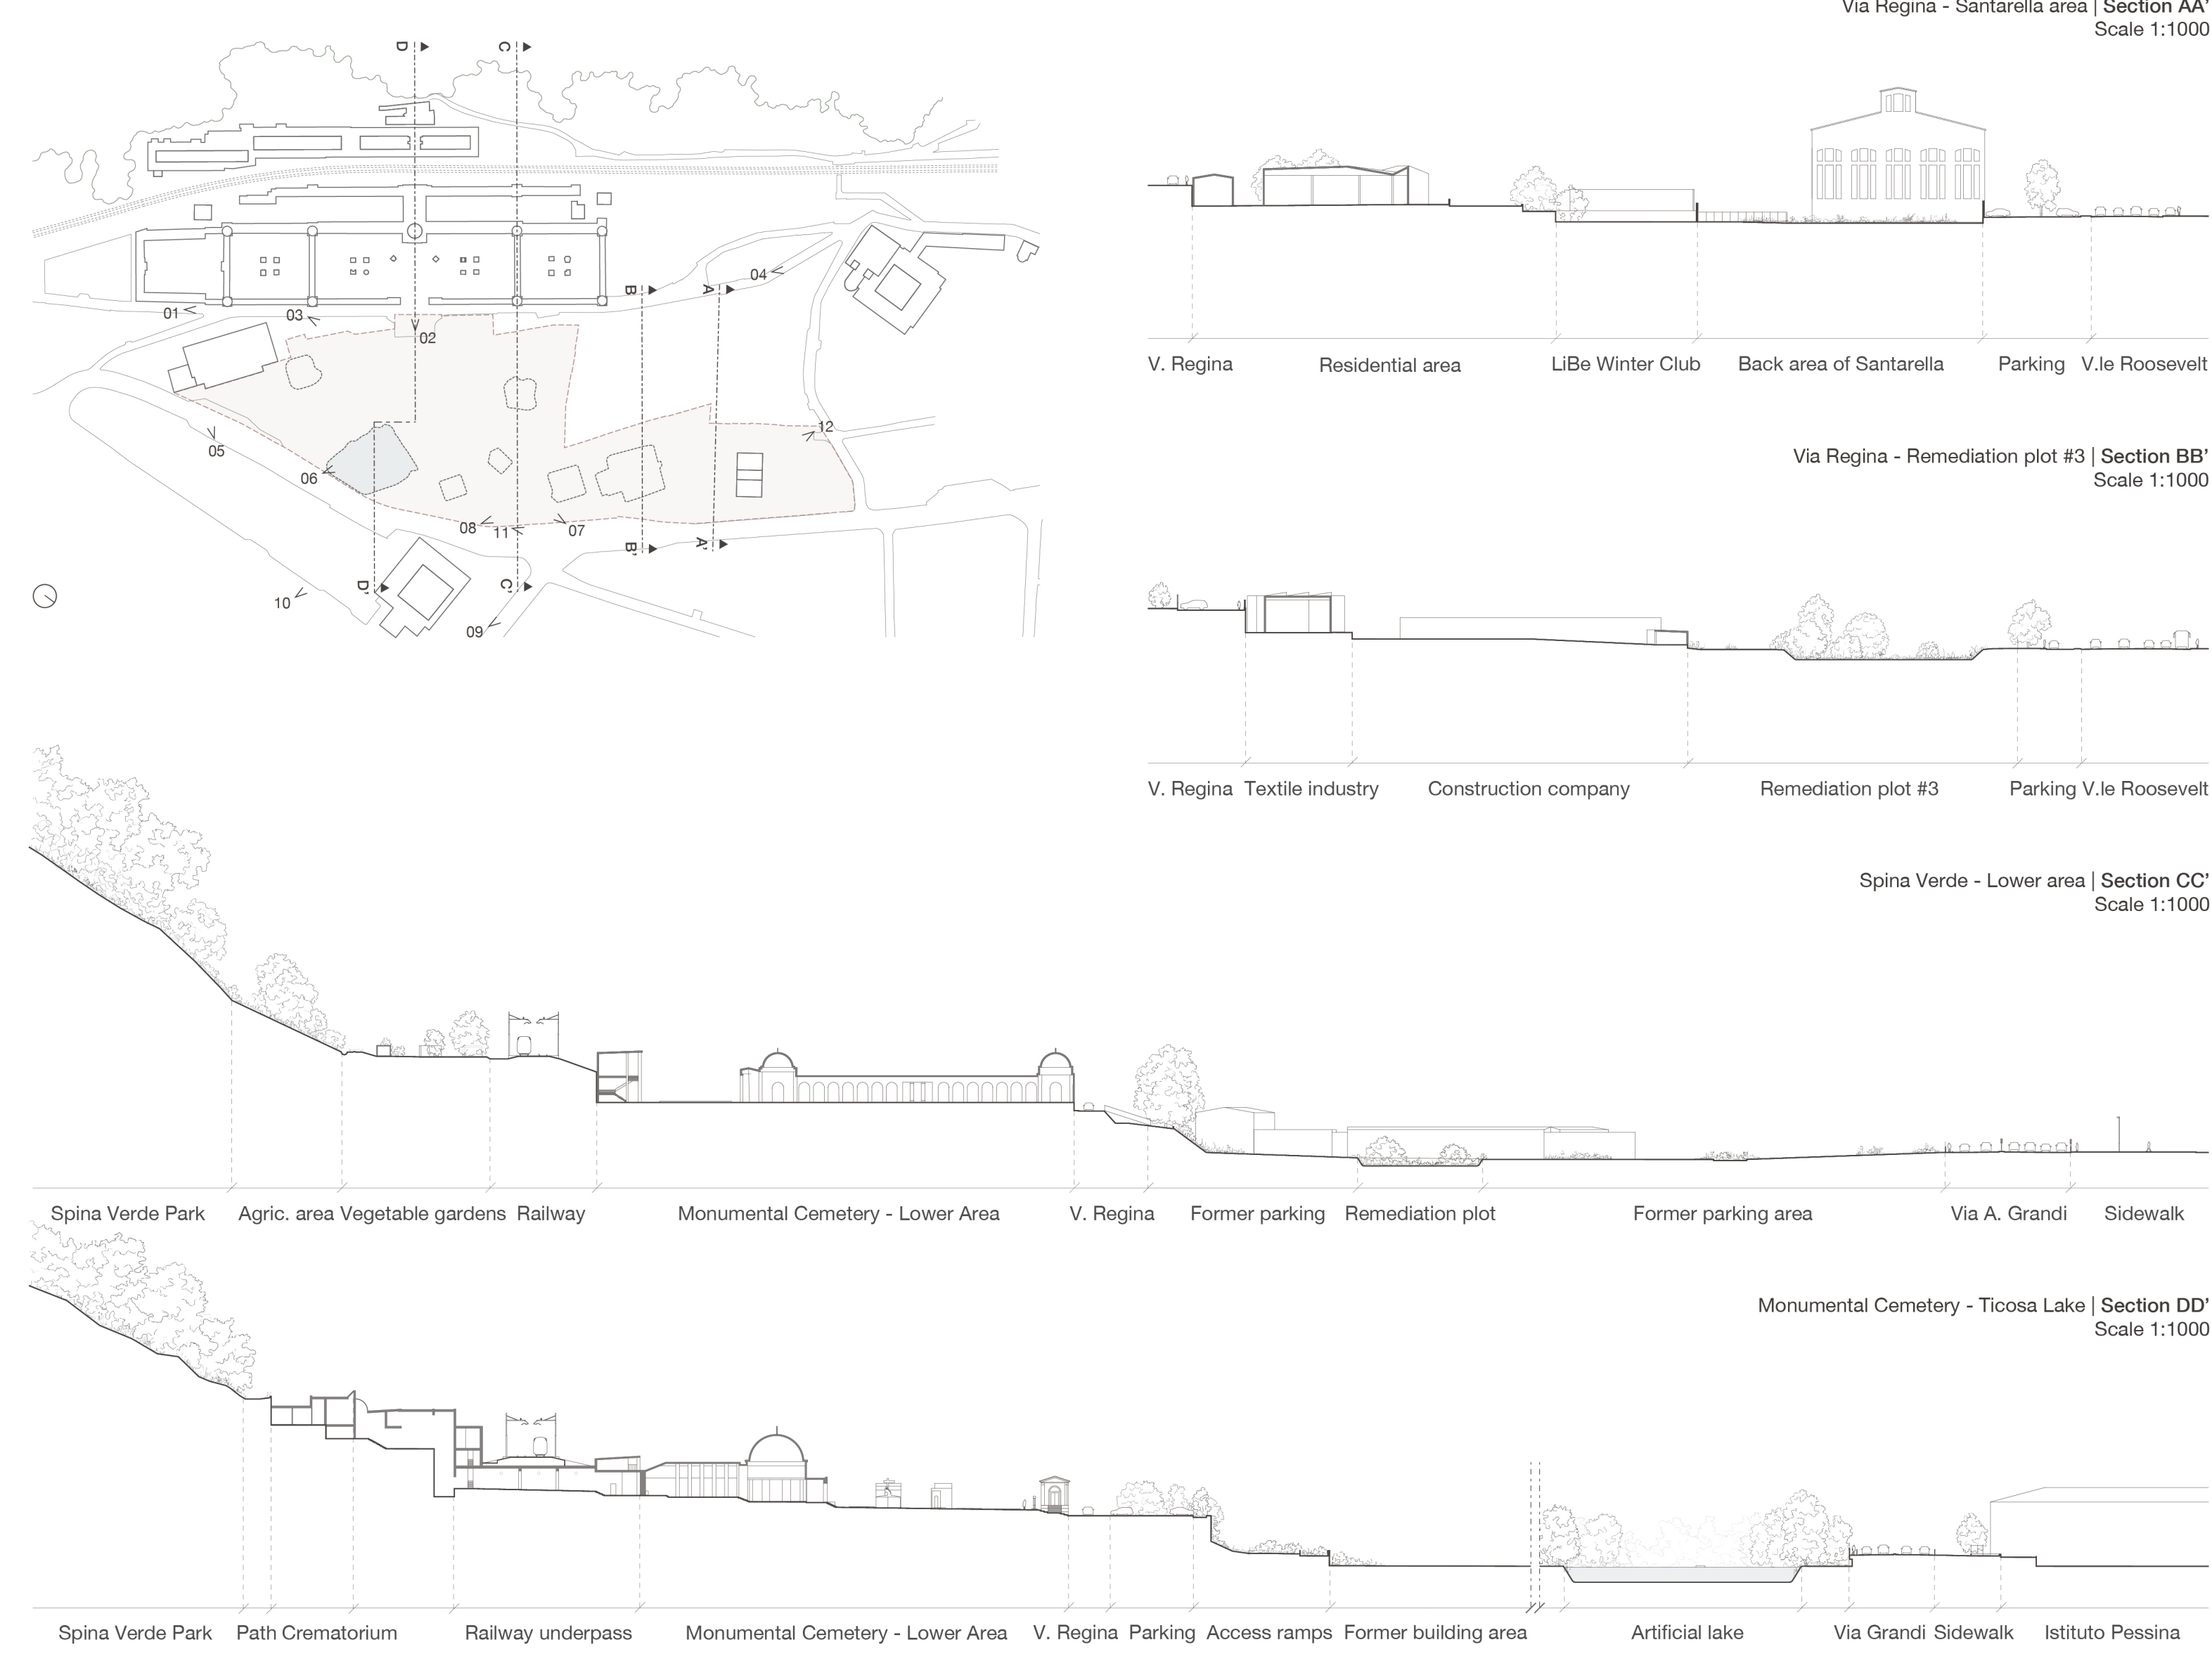 Via Regina - Santarella area | Section AA'
Scale 1:1000
D
C
04
B
A
01
03
02
12
05
06
08
11
07
B'
A'
D'
C'
10
09
V. Regina Residential area LiBe Winter Club Back area of Santarella Parking V.le Roosevelt
Via Regina - Remediation plot #3 | Section BB'
Scale 1:1000
V. Regina Textile industry Construction company Remediation plot #3 Parking V.le Roosevelt
Spina Verde - Lower area | Section CC'
Scale 1:1000
Spina Verde Park Agric. area Vegetable gardens Railway Monumental Cemetery - Lower Area V. Regina Former parking Remediation plot Former parking area Via A. Grandi Sidewalk
Monumental Cemetery - Ticosa Lake | Section DD'
Scale 1:1000
Spina Verde Park Path Crematorium Railway underpass Monumental Cemetery - Lower Area V. Regina Parking Access ramps Former building area Artificial lake Via Grandi Sidewalk Istituto Pessina